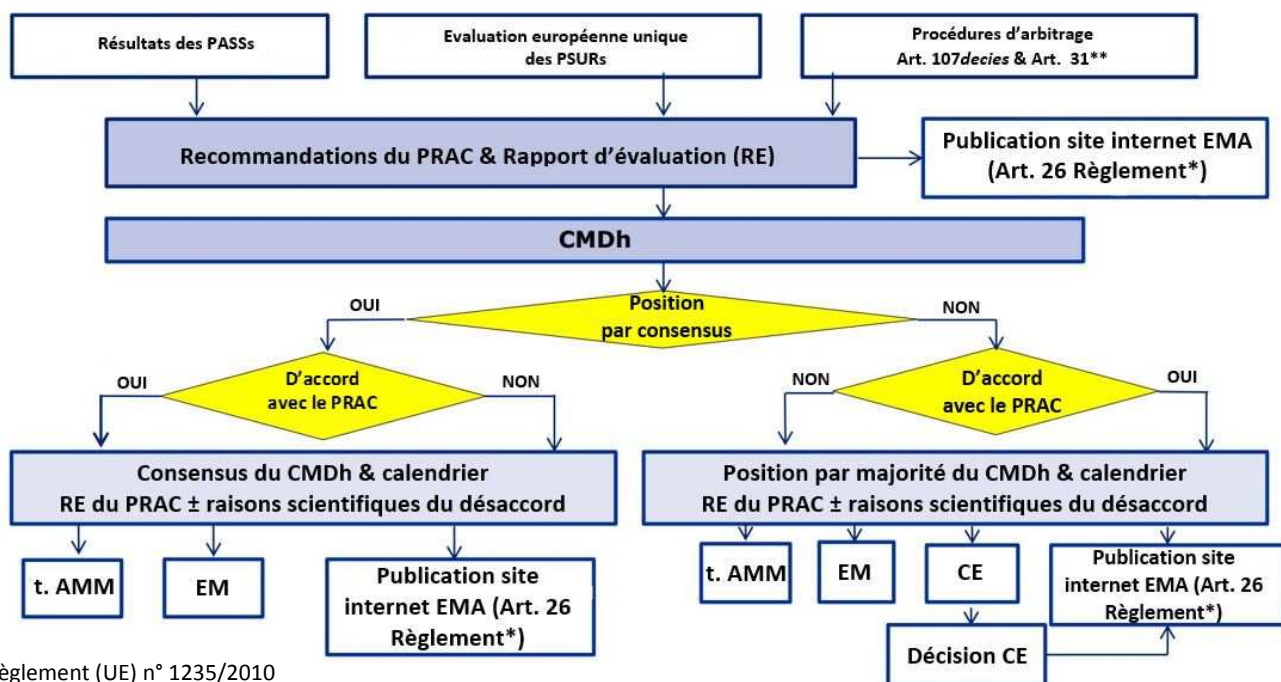 Résultats des PASSs
Evaluation européenne unique
des PSURs
Procédures d'arbitrage
Art. 107decies & Art. 31**
Recommandations du PRAC & Rapport d'évaluation (RE)
Publication site internet EMA
(Art. 26 Règlement*)
CMDh
Position
par consensus
OUI
NON
D'accord
avec le PRAC
OUI
NON
D'accord
avec le PRAC
NON
OUI
Consensus du CMDh & calendrier
RE du PRAC ± raisons scientifiques du désaccord
Position par majorité du CMDh & calendrier
RE du PRAC ± raisons scientifiques du désaccord
t. AMM
EM
Publication site
internet EMA (Art. 26
Règlement*)
t. AMM
EM
CE
Publication site
internet EMA (Art. 26
Règlement*)
Décision CE
èglement (UE) n° 1235/2010